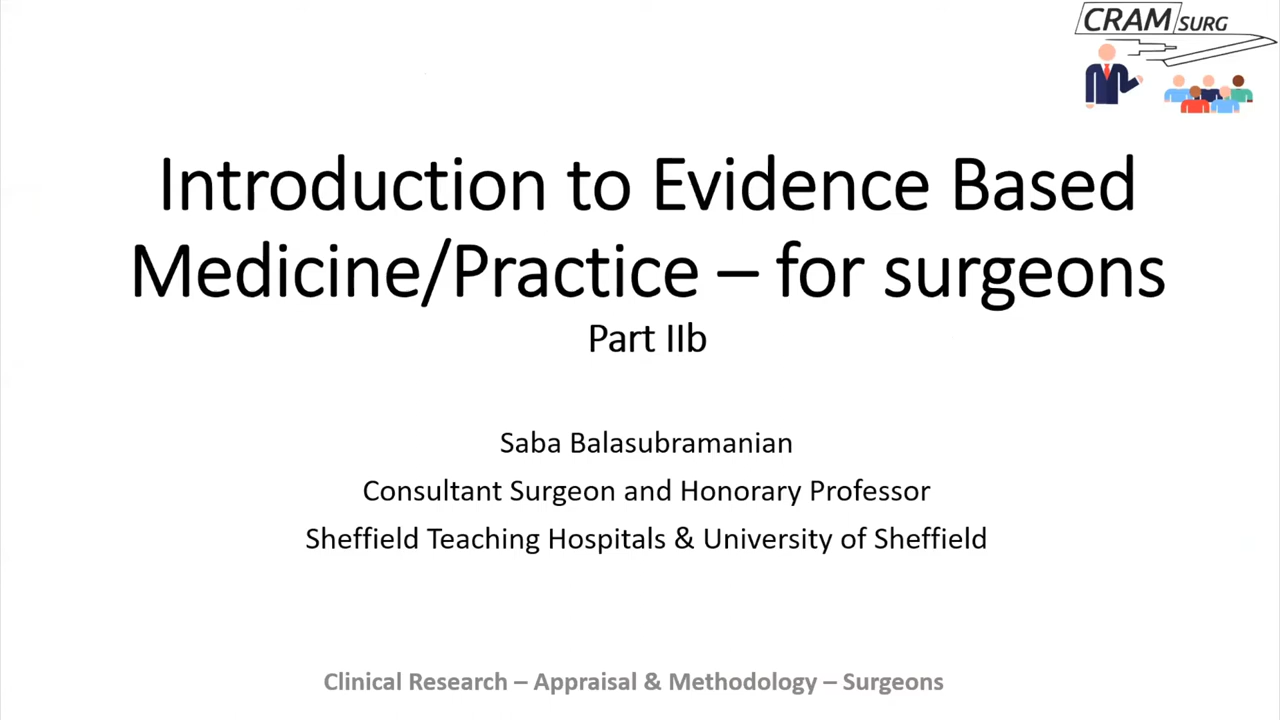 CRAM SURG
Introduction to Evidence Based
Medicine/Practice – for surgeons
Part IIb
Saba Balasubramanian
Consultant Surgeon and Honorary Professor
Sheffield Teaching Hospitals & University of Sheffield
Clinical Research – Appraisal & Methodology – Surgeons